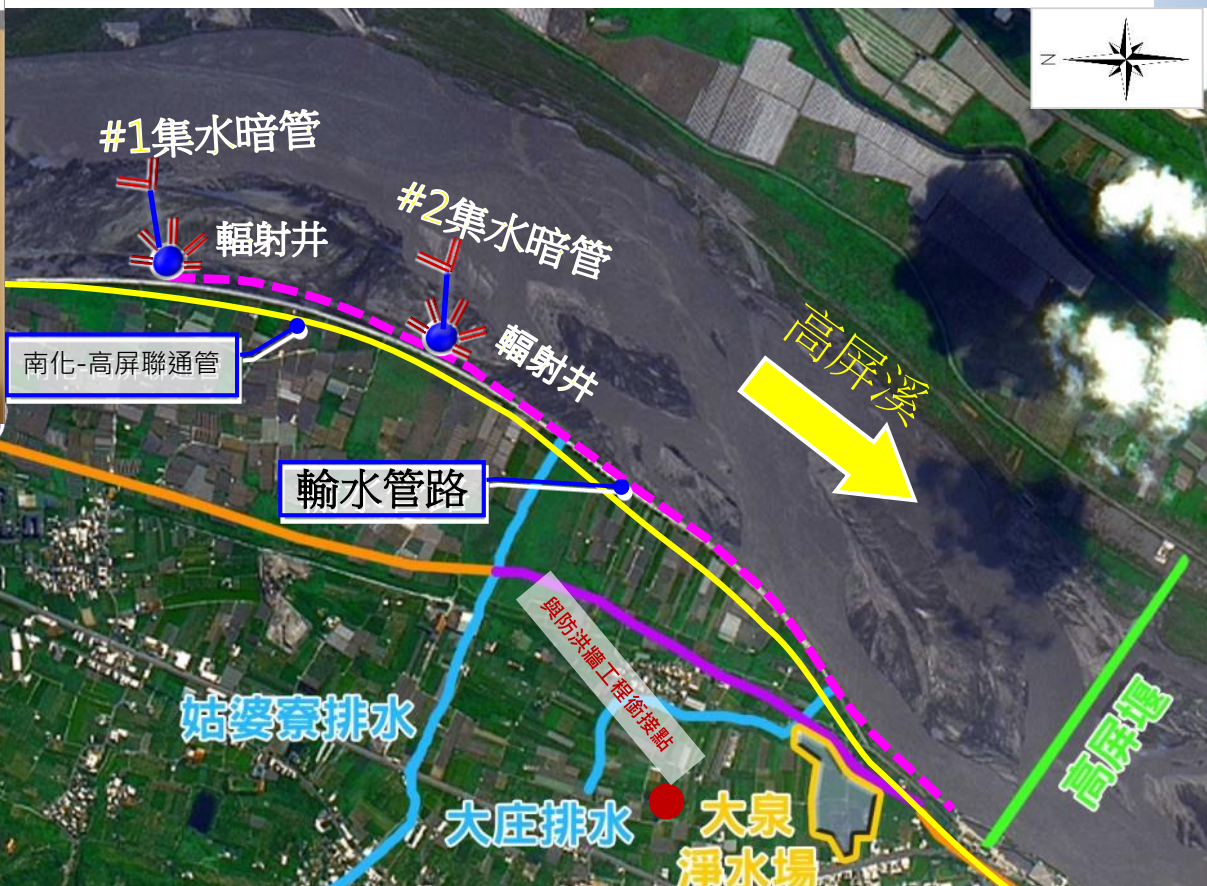 N
#1集水暗管
#2集水暗管
輻射井
輻射井
高屏溪
南化-高屏聯通管
輸水管路
與防洪牆工程銜接點
姑婆寮排水
高屏堰
大庄排水
大泉
淨水場